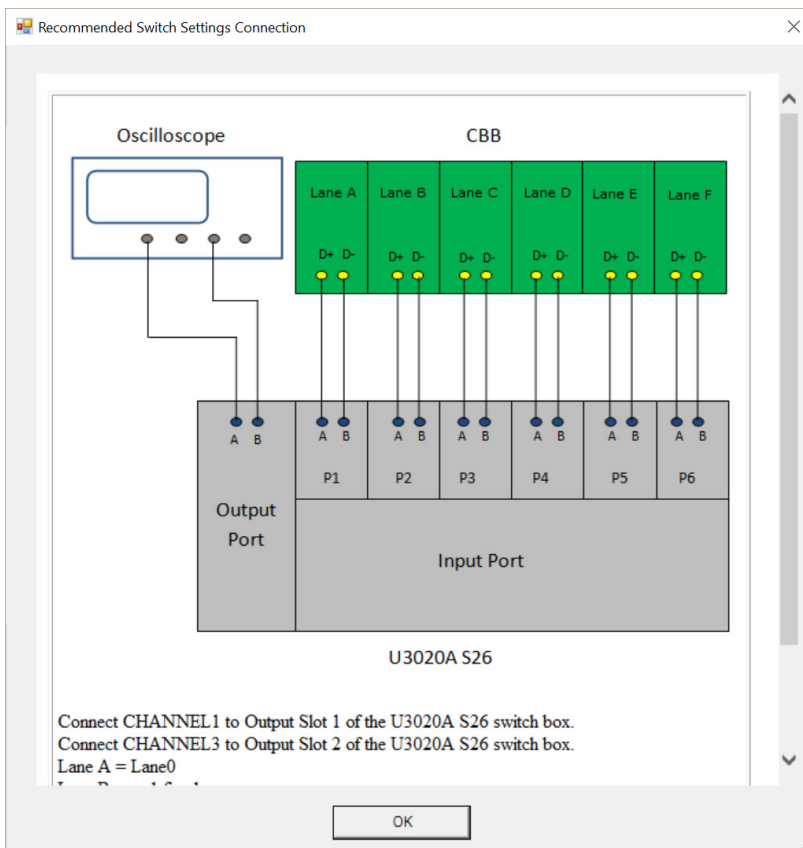 Recommended Switch Settings Connection
Oscilloscope CBB
Lane A Lane B Lane C Lane D Lane E Lane F
D+ D- D+ D- D+ D- D+ D- D+ D- D+ D-
A B A B A B A B A B A B A B
P1 P2 P3 P4 P5 P6
Output
Port
Input Port
U3020A S26
Connect CHANNEL1 to Output Slot 1 of the U3020A S26 switch box.
Connect CHANNEL3 to Output Slot 2 of the U3020A S26 switch box.
Lane A = Lane0
OK